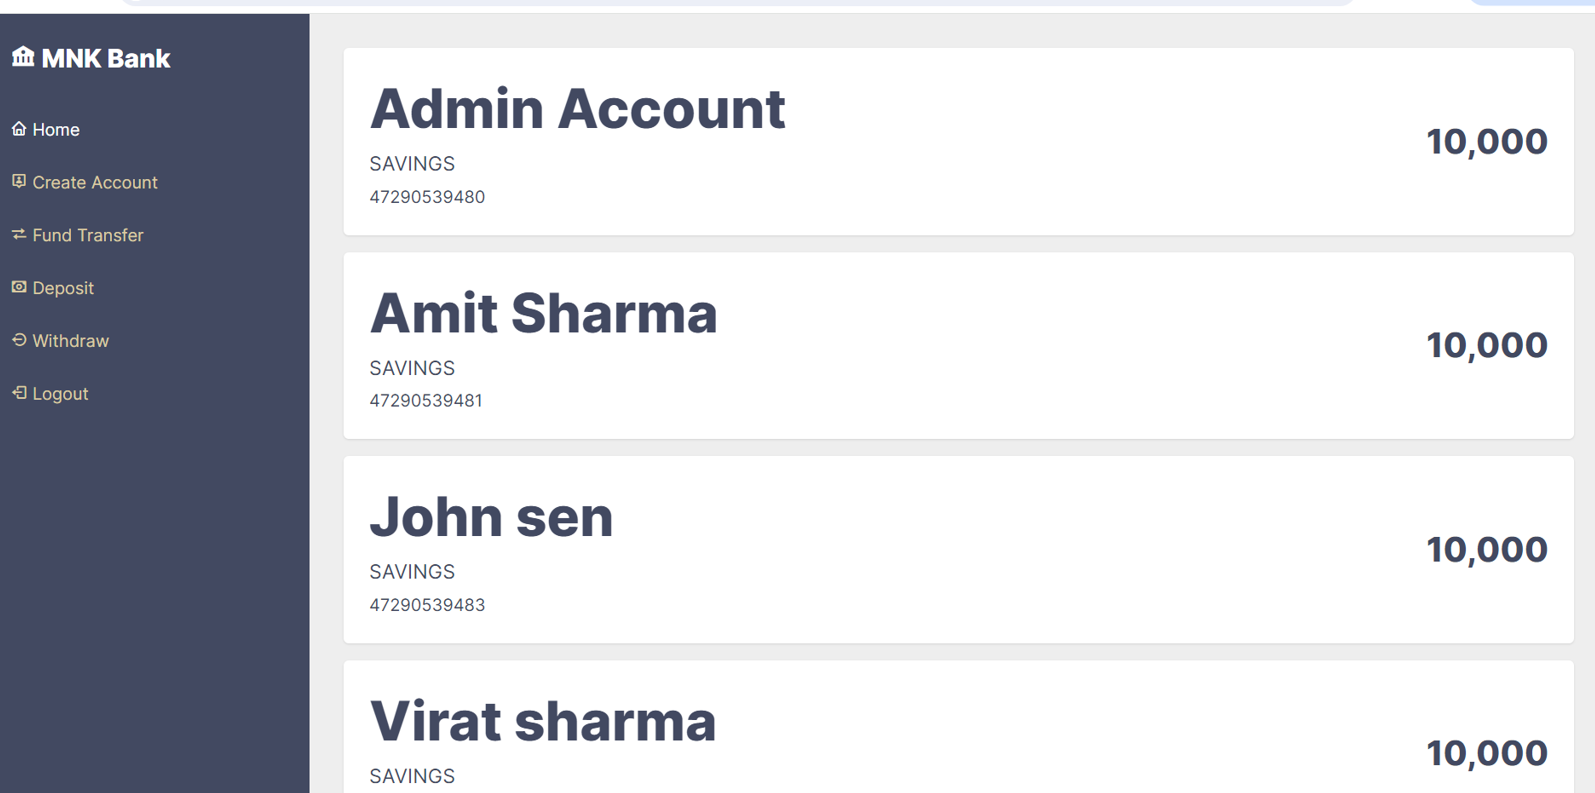 MNK Bank
Home
Create Account
Fund Transfer
Deposit
Withdraw
Logout
Admin Account
SAVINGS
47290539480
10,000
Amit Sharma
SAVINGS
47290539481
10,000
John sen
SAVINGS
47290539483
10,000
Virat sharma
SAVINGS
10,000